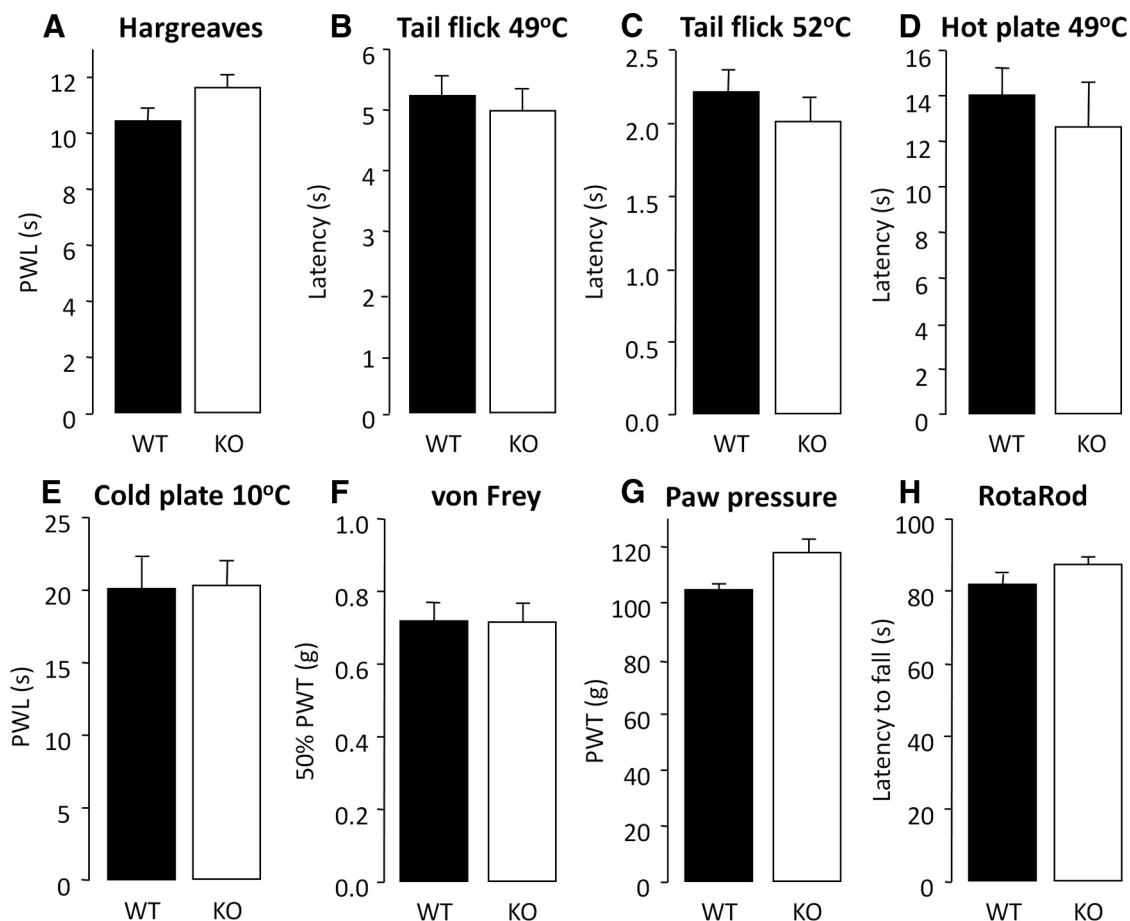 A Hargreaves
PWL (s)
12
10
8
6
4
2
0
WT KO
B Tail flick 49°C
Latency (s)
6
5
4
3
2
1
0
WT KO
C Tail flick 52°C
Latency (s)
2.5
2.0
1.5
1.0
0.5
0.0
WT KO
D Hot plate 49°C
Latency (s)
16
14
12
10
8
6
4
2
0
WT KO
E Cold plate 10°C
PWL (s)
25
20
15
10
5
0
WT KO
F von Frey
50% PWT (g)
1.0
0.8
0.6
0.4
0.2
0.0
WT KO
G Paw pressure
PWT (g)
120
100
80
60
40
20
0
WT KO
H RotaRod
Latency to fall (s)
100
80
60
40
20
0
WT KO